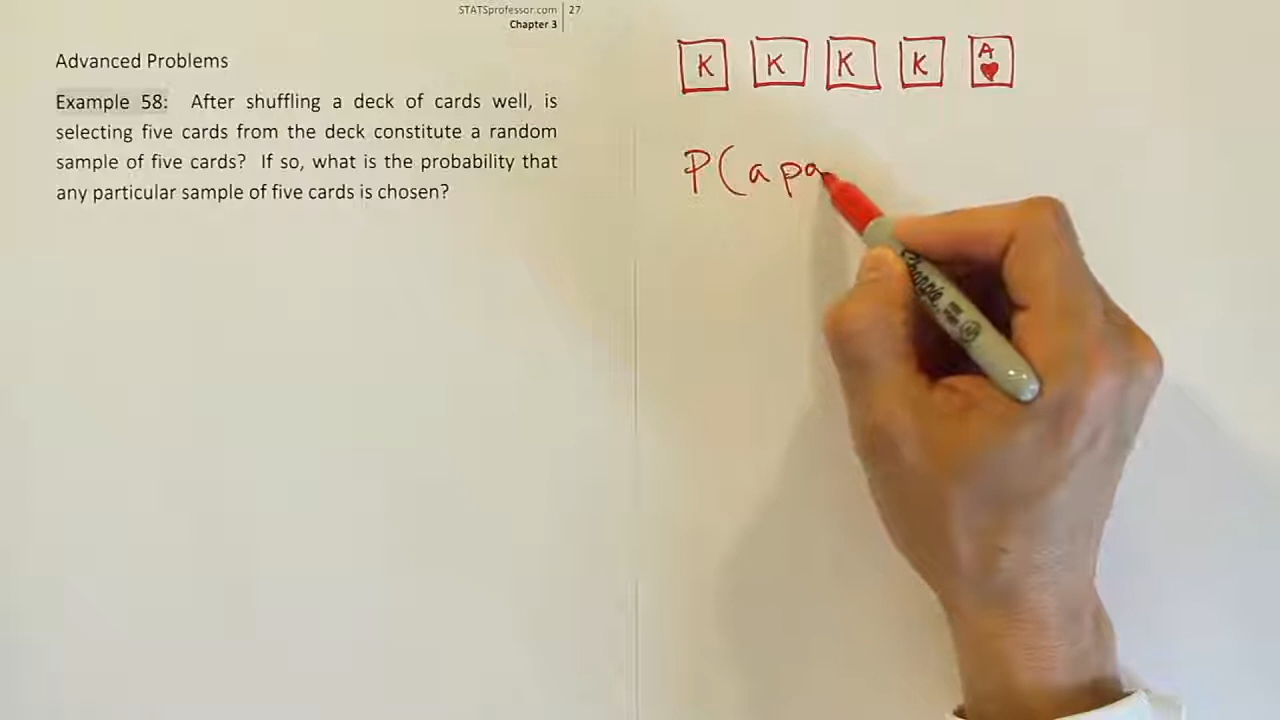 STATSprofessor.com | 27
Chapter 3
Advanced Problems
Example 58: After shuffling a deck of cards well, is
selecting five cards from the deck constitute a random
sample of five cards? If so, what is the probability that
any particular sample of five cards is chosen?
K K K K A
P(a pa
Sharpie